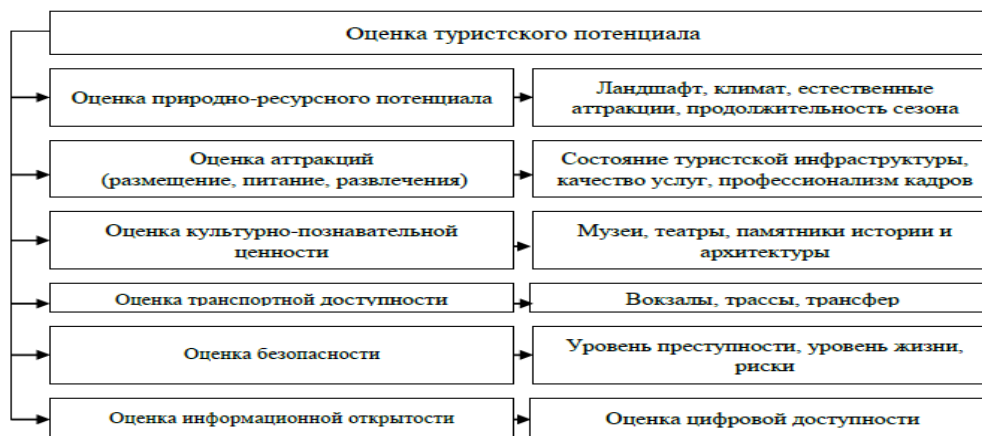 Оценка туристского потенциала
Оценка природно-ресурсного потенциала
Ландшафт, климат, естественные
аттракции, продолжительность сезона
Оценка аттракций
(размещение, питание, развлечения)
Состояние туристской инфраструктуры,
качество услуг, профессионализм кадров
Оценка культурно-познавательной
ценности
Музеи, театры, памятники истории и
архитектуры
Оценка транспортной доступности
Вокзалы, трассы, трансфер
Оценка безопасности
Уровень преступности, уровень жизни,
риски
Оценка информационной открытости
Оценка цифровой доступности